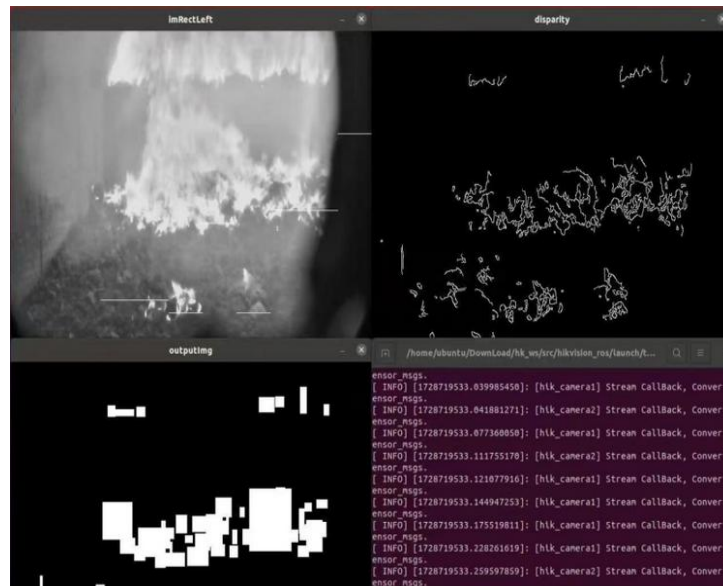 imRectLeft
disparity
outputImg
/home/ubuntu/DownLoad/hk_ws/src/hikvision_ros/launch/t...
ensor_msgs.
[ INFO] [1728719533.039985450]: [hik_camera1] Stream CallBack, Conver
ensor_msgs.
[ INFO] [1728719533.041881271]: [hik_camera2] Stream CallBack, Conver
ensor_msgs.
[ INFO] [1728719533.077360050]: [hik_camera1] Stream CallBack, Conver
ensor_msgs.
[ INFO] [1728719533.111755170]: [hik_camera2] Stream CallBack, Conver
ensor_msgs.
[ INFO] [1728719533.121077916]: [hik_camera1] Stream CallBack, Conver
ensor_msgs.
[ INFO] [1728719533.144947253]: [hik_camera1] Stream CallBack, Conver
ensor_msgs.
[ INFO] [1728719533.175519811]: [hik_camera1] Stream CallBack, Conver
ensor_msgs.
[ INFO] [1728719533.228261619]: [hik_camera1] Stream CallBack, Conver
ensor_msgs.
[ INFO] [1728719533.259597859]: [hik_camera2] Stream CallBack, Conver
ensor_msgs.